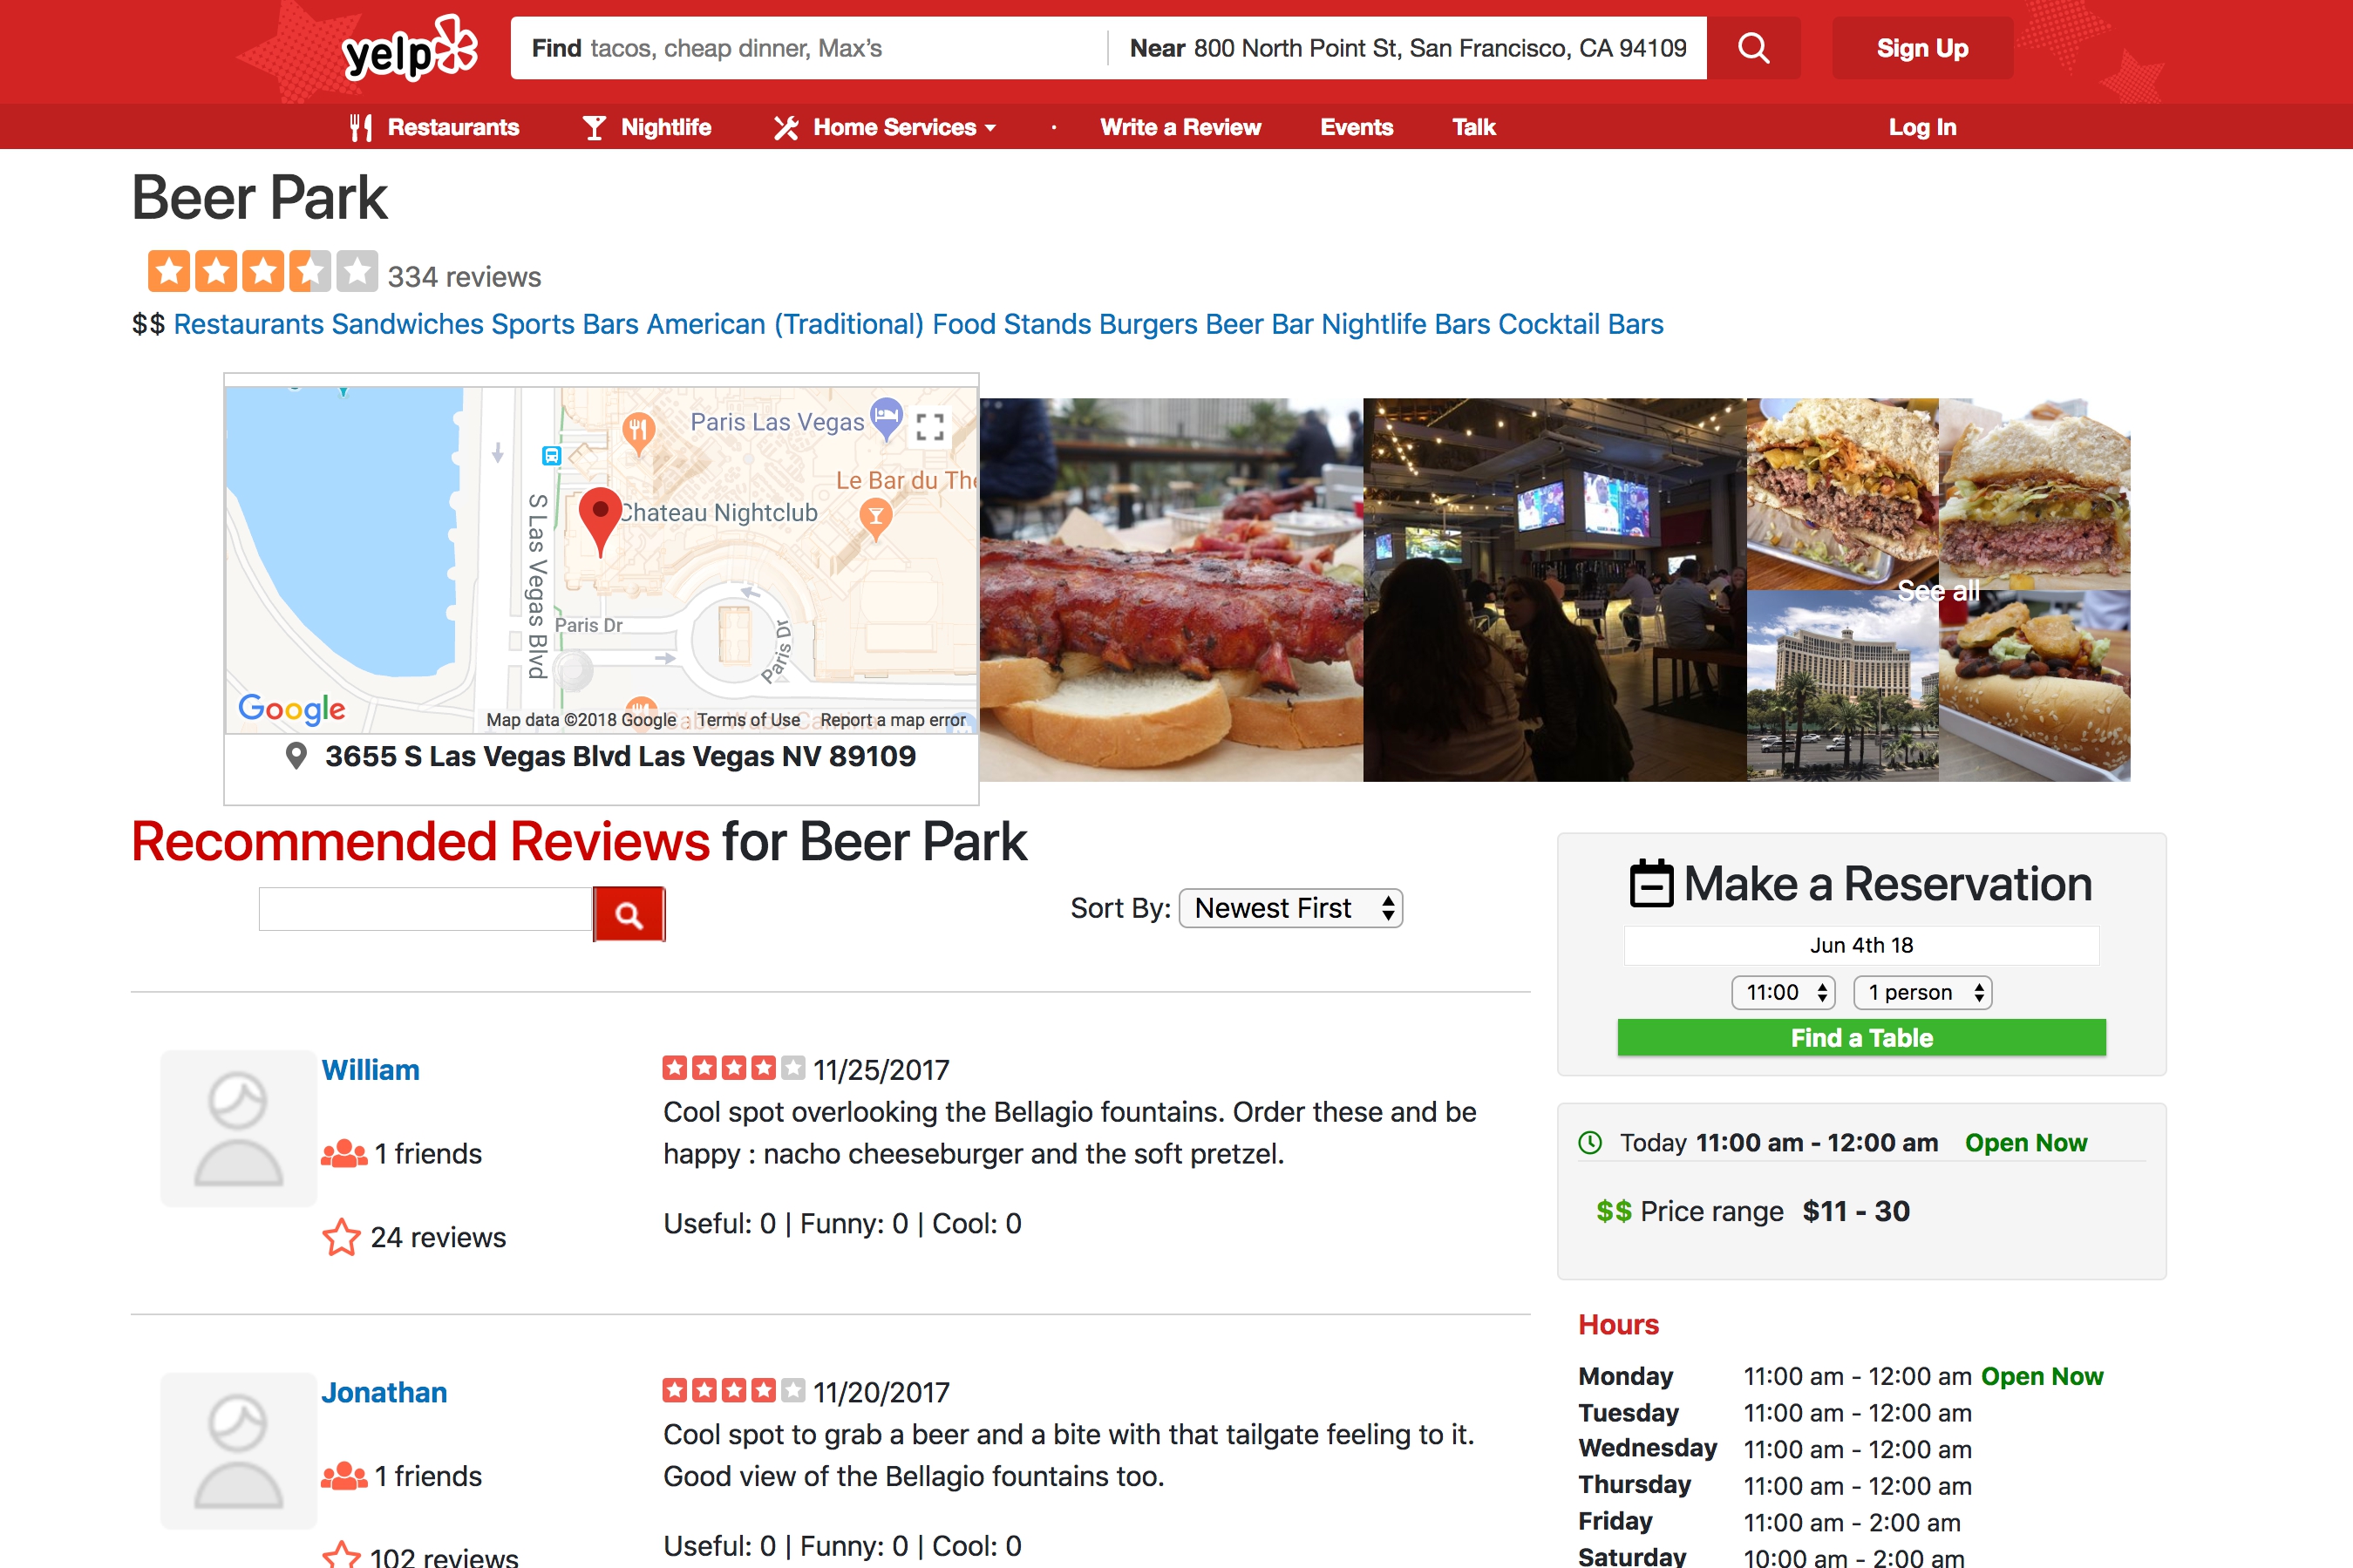 yelp
Find tacos, cheap dinner, Max's
Near 800 North Point St, San Francisco, CA 94109
Sign Up
Restaurants
Nightlife
Home Services
·
Write a Review
Events
Talk
Log In
Beer Park
334 reviews
$$ Restaurants Sandwiches Sports Bars American (Traditional) Food Stands Burgers Beer Bar Nightlife Bars Cocktail Bars
Paris Las Vegas
Le Bar du The
Chateau Nightclub
S Las Vegas Blvd
Paris Dr
Paris Dr
Google
Map data ©2018 Google
Terms of Use
Report a map error
3655 S Las Vegas Blvd Las Vegas NV 89109
See all
Recommended Reviews for Beer Park
Sort By: Newest First
William
1 friends
24 reviews
11/25/2017
Cool spot overlooking the Bellagio fountains. Order these and be
happy : nacho cheeseburger and the soft pretzel.
Useful: 0 | Funny: 0 | Cool: 0
Jonathan
1 friends
102 reviews
11/20/2017
Cool spot to grab a beer and a bite with that tailgate feeling to it.
Good view of the Bellagio fountains too.
Useful: 0 | Funny: 0 | Cool: 0
Make a Reservation
Jun 4th 18
11:00
1 person
Find a Table
Today 11:00 am - 12:00 am Open Now
$$ Price range $11 - 30
Hours
Monday 11:00 am - 12:00 am Open Now
Tuesday 11:00 am - 12:00 am
Wednesday 11:00 am - 12:00 am
Thursday 11:00 am - 12:00 am
Friday 11:00 am - 2:00 am
Saturday 10:00 am - 2:00 am